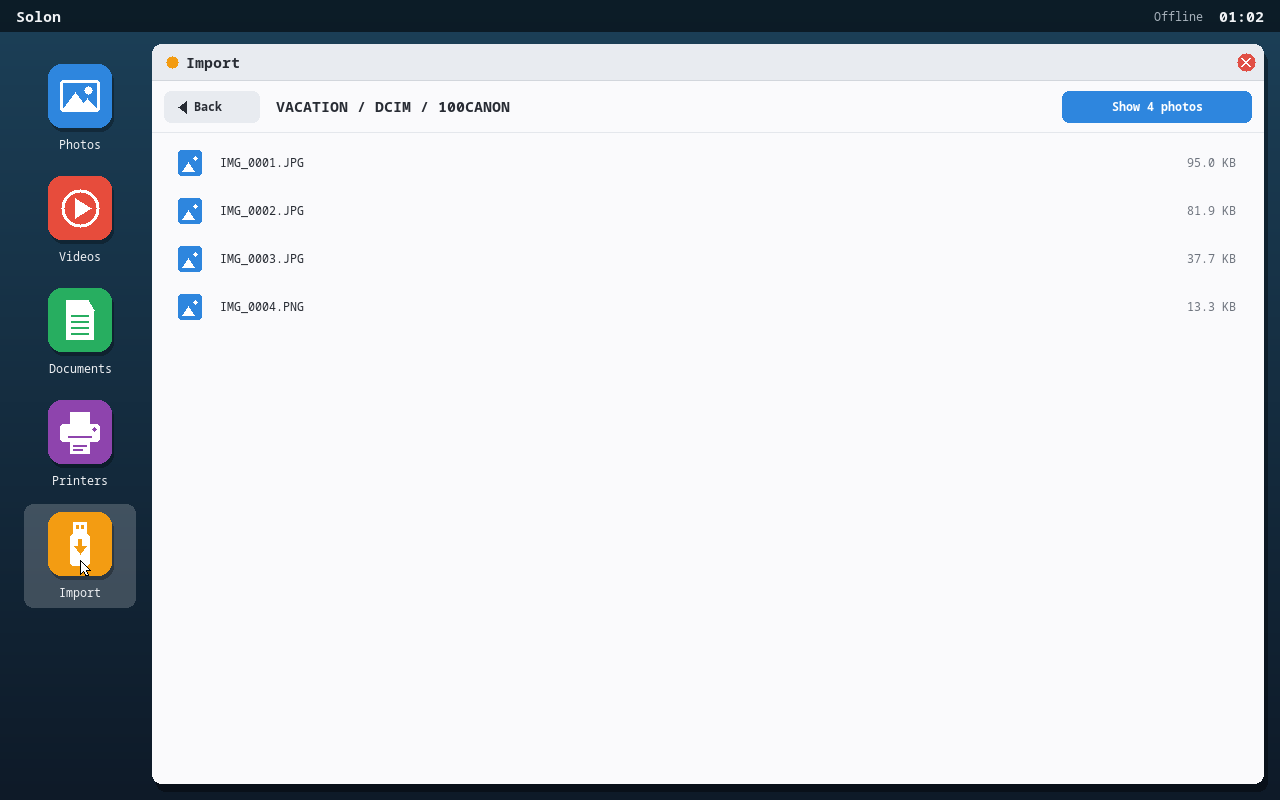 Solon
Offline 01:02
Photos
Videos
Documents
Printers
Import
Import
Back
VACATION / DCIM / 100CANON
Show 4 photos
IMG_0001.JPG 95.0 KB
IMG_0002.JPG 81.9 KB
IMG_0003.JPG 37.7 KB
IMG_0004.PNG 13.3 KB